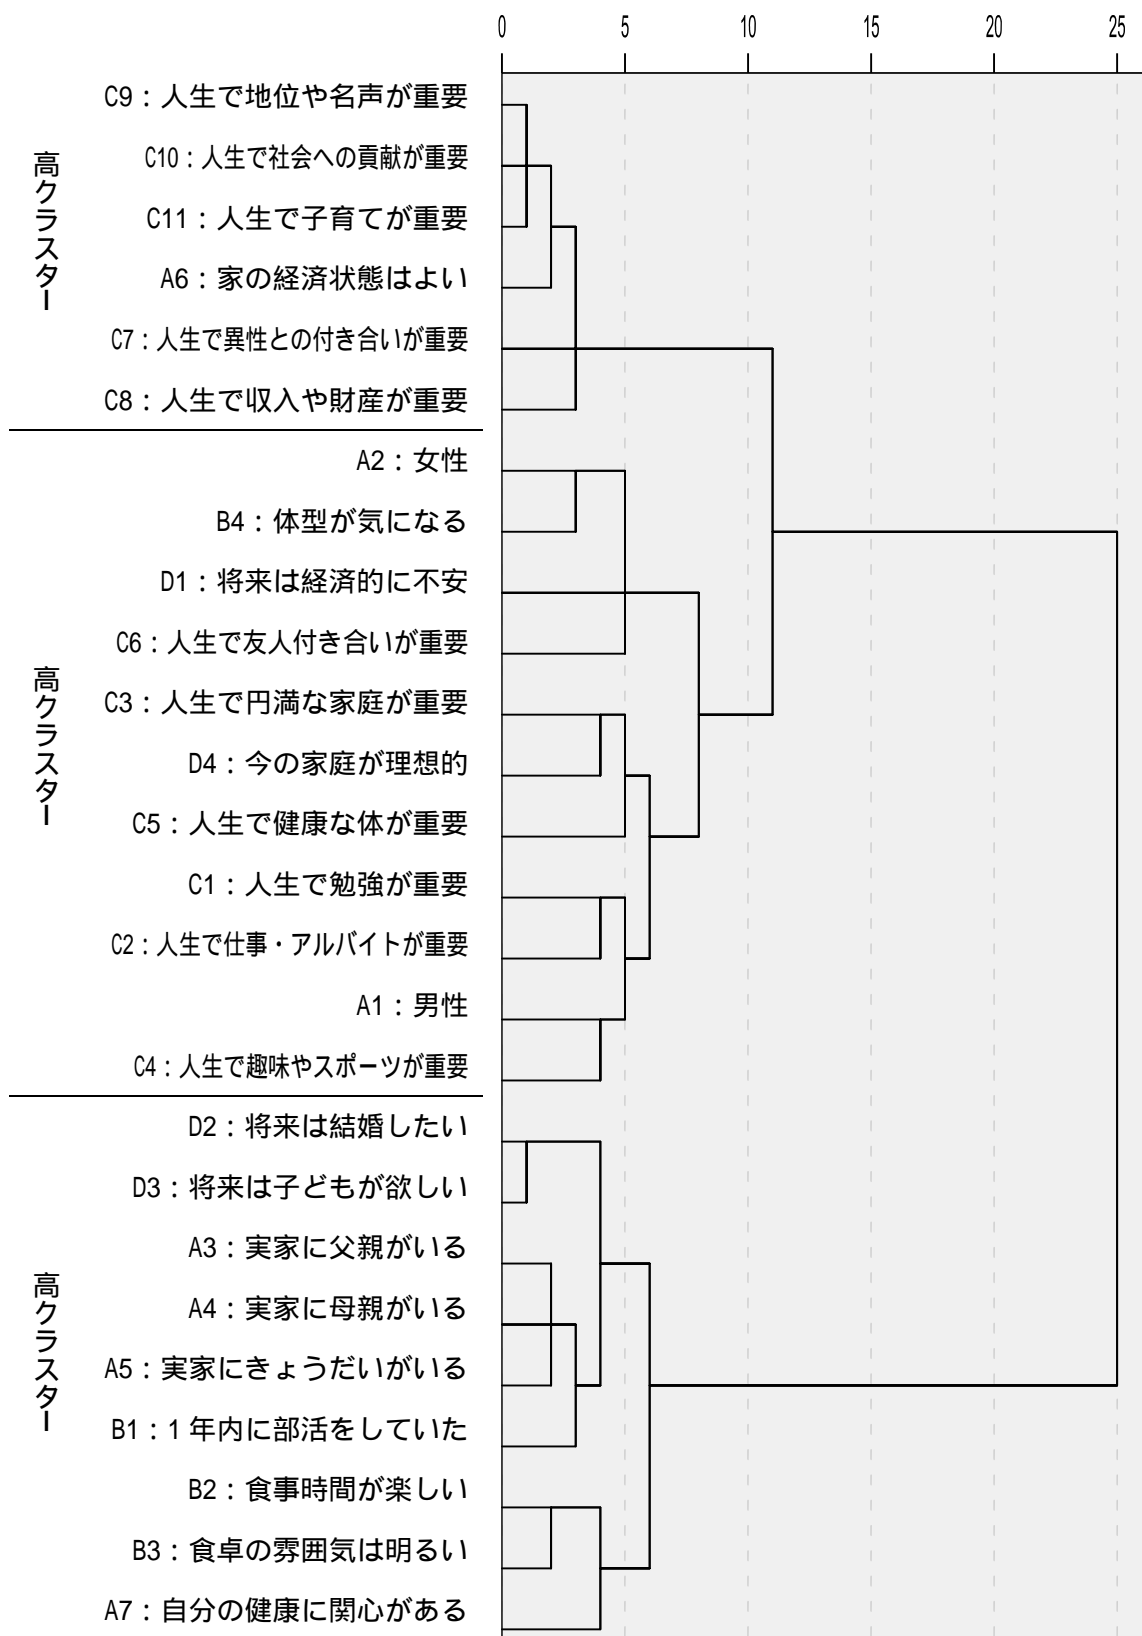 0 5 10 15 20 25
高クラスター
C9：人生で地位や名声が重要
C10：人生で社会への貢献が重要
C11：人生で子育てが重要
A6：家の経済状態はよい
C7：人生で異性との付き合いが重要
C8：人生で収入や財産が重要
高クラスター
A2：女性
B4：体型が気になる
D1：将来は経済的に不安
C6：人生で友人付き合いが重要
C3：人生で円満な家庭が重要
D4：今の家庭が理想的
C5：人生で健康な体が重要
C1：人生で勉強が重要
C2：人生で仕事・アルバイトが重要
A1：男性
C4：人生で趣味やスポーツが重要
高クラスター
D2：将来は結婚したい
D3：将来は子どもが欲しい
A3：実家に父親がいる
A4：実家に母親がいる
A5：実家にきょうだいがいる
B1：1年内に部活をしていた
B2：食事時間が楽しい
B3：食卓の雰囲気は明るい
A7：自分の健康に関心がある